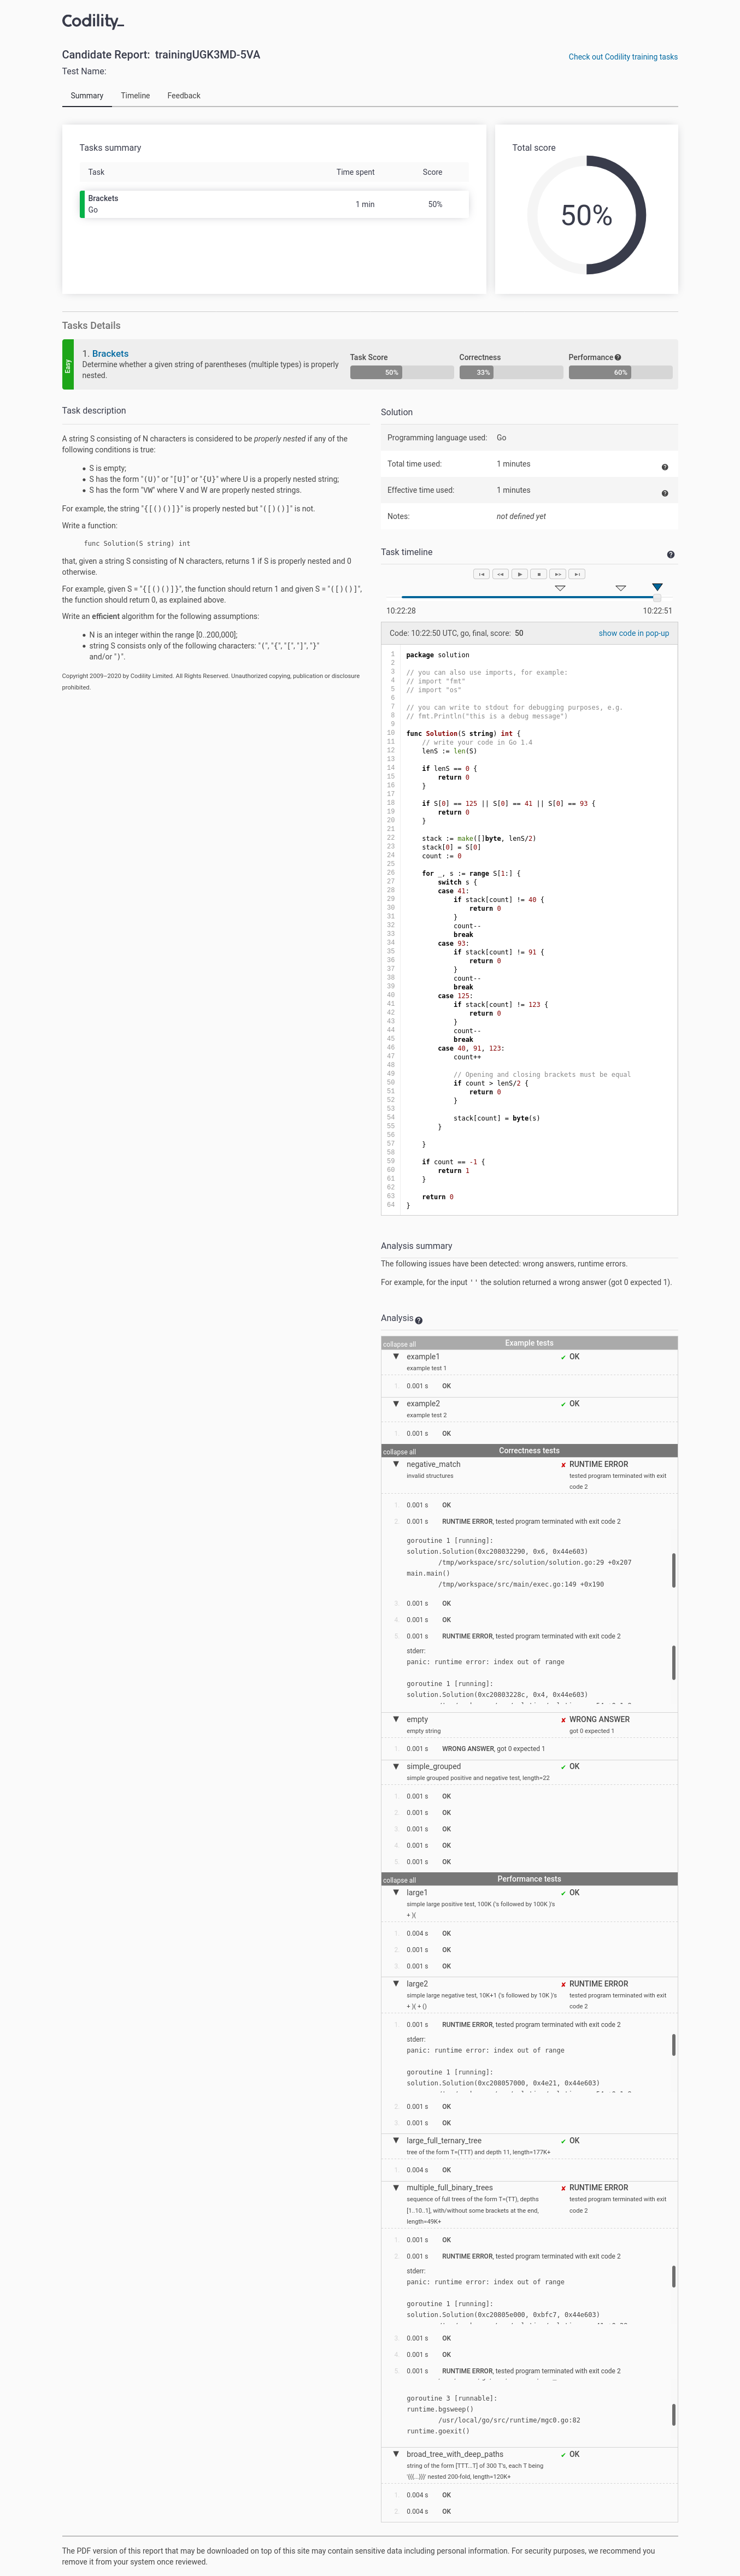 Codility_
Candidate Report: trainingUGK3MD-5VA
Check out Codility training tasks
Test Name:
Summary Timeline Feedback
Tasks summary
Task Time spent Score
Brackets
Go
1 min 50%
Total score
50%
Tasks Details
Easy
1. Brackets
Determine whether a given string of parentheses (multiple types) is properly
nested.
Task Score
50%
Correctness
33%
Performance
60%
Task description
A string S consisting of N characters is considered to be properly nested if any of the
following conditions is true:
S is empty;
S has the form "(U)" or "[U]" or "{U}" where U is a properly nested string;
S has the form "VW" where V and W are properly nested strings.
For example, the string "{[()()]}" is properly nested but "([)()]" is not.
Write a function:
func Solution(S string) int
that, given a string S consisting of N characters, returns 1 if S is properly nested and 0
otherwise.
For example, given S = "{[()()]}", the function should return 1 and given S = "([)()]",
the function should return 0, as explained above.
Write an efficient algorithm for the following assumptions:
N is an integer within the range [0..200,000];
string S consists only of the following characters: "(", "{", "[", "]", "}"
and/or ")".
Copyright 2009–2020 by Codility Limited. All Rights Reserved. Unauthorized copying, publication or disclosure
prohibited.
Solution
Programming language used: Go
Total time used: 1 minutes
Effective time used: 1 minutes
Notes: not defined yet
Task timeline
10:22:28 10:22:51
Code: 10:22:50 UTC, go, final, score: 50
show code in pop-up
1 package solution
2
3 // you can also use imports, for example:
4 // import "fmt"
5 // import "os"
6
7 // you can write to stdout for debugging purposes, e.g.
8 // fmt.Println("this is a debug message")
9
10 func Solution(S string) int {
11 // write your code in Go 1.4
12 lenS := len(S)
13
14 if lenS == 0 {
15 return 0
16 }
17
18 if S[0] == 125 || S[0] == 41 || S[0] == 93 {
19 return 0
20 }
21
22 stack := make([]byte, lenS/2)
23 stack[0] = S[0]
24 count := 0
25
26 for _, s := range S[1:] {
27 switch s {
28 case 41:
29 if stack[count] != 40 {
30 return 0
31 }
32 count--
33 break
34 case 93:
35 if stack[count] != 91 {
36 return 0
37 }
38 count--
39 break
40 case 125:
41 if stack[count] != 123 {
42 return 0
43 }
44 count--
45 break
46 case 40, 91, 123:
47 count++
48
49 // Opening and closing brackets must be equal
50 if count > lenS/2 {
51 return 0
52 }
53
54 stack[count] = byte(s)
55 }
56
57 }
58
59 if count == -1 {
60 return 1
61 }
62
63 return 0
64 }
Analysis summary
The following issues have been detected: wrong answers, runtime errors.
For example, for the input '' the solution returned a wrong answer (got 0 expected 1).
Analysis
collapse all Example tests
example1
example test 1
OK
1. 0.001 s OK
example2
example test 2
OK
1. 0.001 s OK
collapse all Correctness tests
negative_match
invalid structures
RUNTIME ERROR
tested program terminated with exit
code 2
1. 0.001 s OK
2. 0.001 s RUNTIME ERROR, tested program terminated with exit code 2
goroutine 1 [running]:
solution.Solution(0xc208032290, 0x6, 0x44e603)
/tmp/workspace/src/solution/solution.go:29 +0x207
main.main()
/tmp/workspace/src/main/exec.go:149 +0x190
3. 0.001 s OK
4. 0.001 s OK
5. 0.001 s RUNTIME ERROR, tested program terminated with exit code 2
stderr:
panic: runtime error: index out of range
goroutine 1 [running]:
solution.Solution(0xc20803228c, 0x4, 0x44e603)
empty
empty string
WRONG ANSWER
got 0 expected 1
1. 0.001 s WRONG ANSWER, got 0 expected 1
simple_grouped
simple grouped positive and negative test, length=22
OK
1. 0.001 s OK
2. 0.001 s OK
3. 0.001 s OK
4. 0.001 s OK
5. 0.001 s OK
collapse all Performance tests
large1
simple large positive test, 100K ('s followed by 100K )'s
+ )(
OK
1. 0.004 s OK
2. 0.001 s OK
3. 0.001 s OK
large2
simple large negative test, 10K+1 ('s followed by 10K )'s
+ )( + ()
RUNTIME ERROR
tested program terminated with exit
code 2
1. 0.001 s RUNTIME ERROR, tested program terminated with exit code 2
stderr:
panic: runtime error: index out of range
goroutine 1 [running]:
solution.Solution(0xc208057000, 0x4e21, 0x44e603)
2. 0.001 s OK
3. 0.001 s OK
large_full_ternary_tree
tree of the form T=(TTT) and depth 11, length=177K+
OK
1. 0.004 s OK
multiple_full_binary_trees
sequence of full trees of the form T=(TT), depths
[1..10..1], with/without some brackets at the end,
length=49K+
RUNTIME ERROR
tested program terminated with exit
code 2
1. 0.001 s OK
2. 0.001 s RUNTIME ERROR, tested program terminated with exit code 2
stderr:
panic: runtime error: index out of range
goroutine 1 [running]:
solution.Solution(0xc20805e000, 0xbfc7, 0x44e603)
3. 0.001 s OK
4. 0.001 s OK
5. 0.001 s RUNTIME ERROR, tested program terminated with exit code 2
goroutine 3 [runnable]:
runtime.bgsweep()
/usr/local/go/src/runtime/mgc0.go:82
runtime.goexit()
broad_tree_with_deep_paths
string of the form [TTT...T] of 300 T's, each T being
'{{{...}}}' nested 200-fold, length=120K+
OK
1. 0.004 s OK
2. 0.004 s OK
The PDF version of this report that may be downloaded on top of this site may contain sensitive data including personal information. For security purposes, we recommend you
remove it from your system once reviewed.